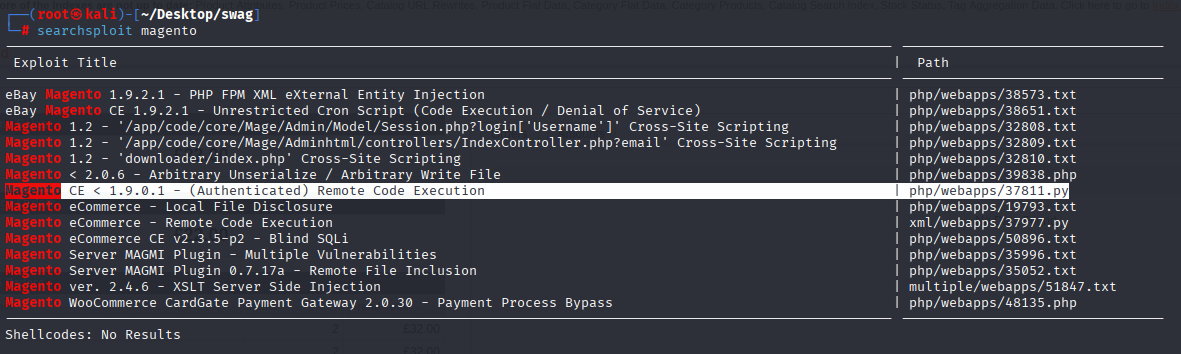 (root㉿kali)-[~/Desktop/swag]
# searchsploit magento
Exploit Title | Path
eBay Magento 1.9.2.1 - PHP FPM XML eXternal Entity Injection | php/webapps/38573.txt
eBay Magento CE 1.9.2.1 - Unrestricted Cron Script (Code Execution / Denial of Service) | php/webapps/38651.txt
Magento 1.2 - '/app/code/core/Mage/Admin/Model/Session.php?login['Username']' Cross-Site Scripting | php/webapps/32808.txt
Magento 1.2 - '/app/code/core/Mage/Adminhtml/controllers/IndexController.php?email' Cross-Site Scripting | php/webapps/32809.txt
Magento 1.2 - 'downloader/index.php' Cross-Site Scripting | php/webapps/32810.txt
Magento < 2.0.6 - Arbitrary Unserialize / Arbitrary Write File | php/webapps/39838.php
Magento CE < 1.9.0.1 - (Authenticated) Remote Code Execution | php/webapps/37811.py
Magento eCommerce - Local File Disclosure | php/webapps/19793.txt
Magento eCommerce - Remote Code Execution | xml/webapps/37977.py
Magento eCommerce CE v2.3.5-p2 - Blind SQLi | php/webapps/50896.txt
Magento Server MAGMI Plugin - Multiple Vulnerabilities | php/webapps/35996.txt
Magento Server MAGMI Plugin 0.7.17a - Remote File Inclusion | php/webapps/35052.txt
Magento ver. 2.4.6 - XSLT Server Side Injection | multiple/webapps/51847.txt
Magento WooCommerce CardGate Payment Gateway 2.0.30 - Payment Process Bypass | php/webapps/48135.php
Shellcodes: No Results